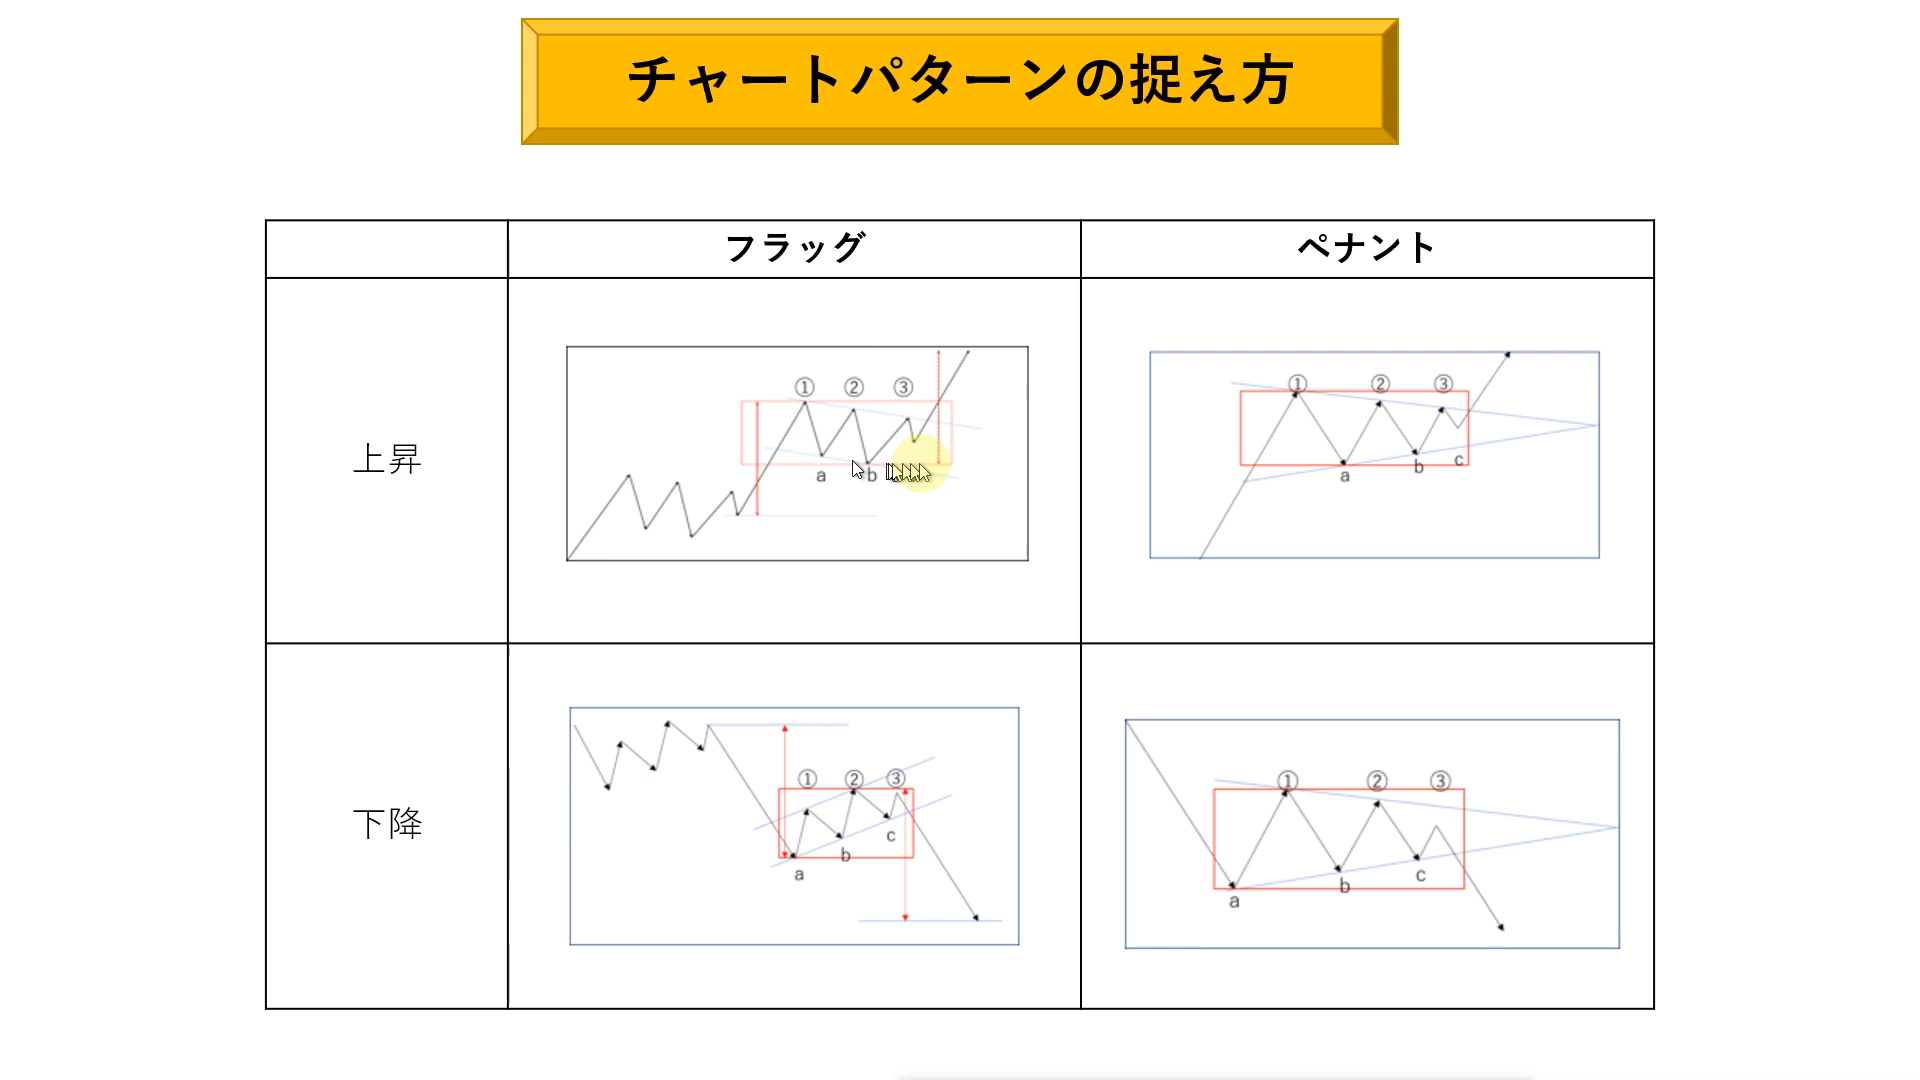 チャートパターンの捉え方
フラッグ
ペナント
上昇
① ② ③
a b
① ② ③
a b c
下降
① ② ③
a b c
① ② ③
a b c